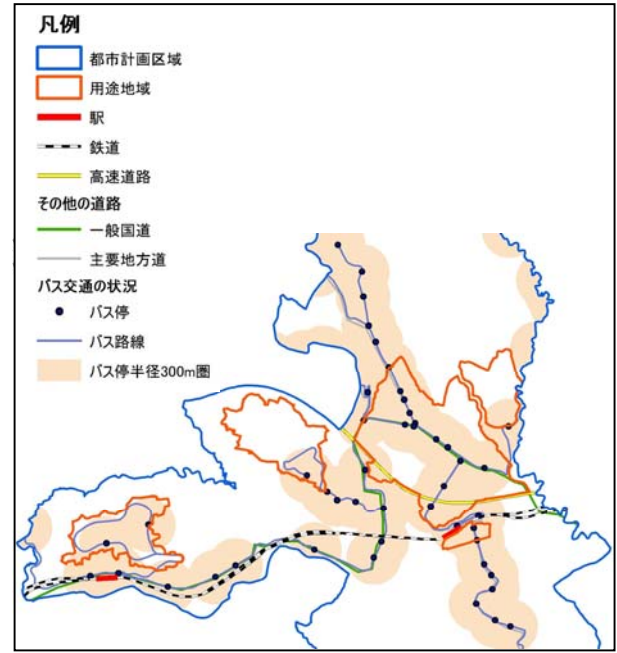 凡例
都市計画区域
用途地域
駅
鉄道
高速道路
その他の道路
一般国道
主要地方道
バス交通の状況
バス停
バス路線
バス停半径300m圏